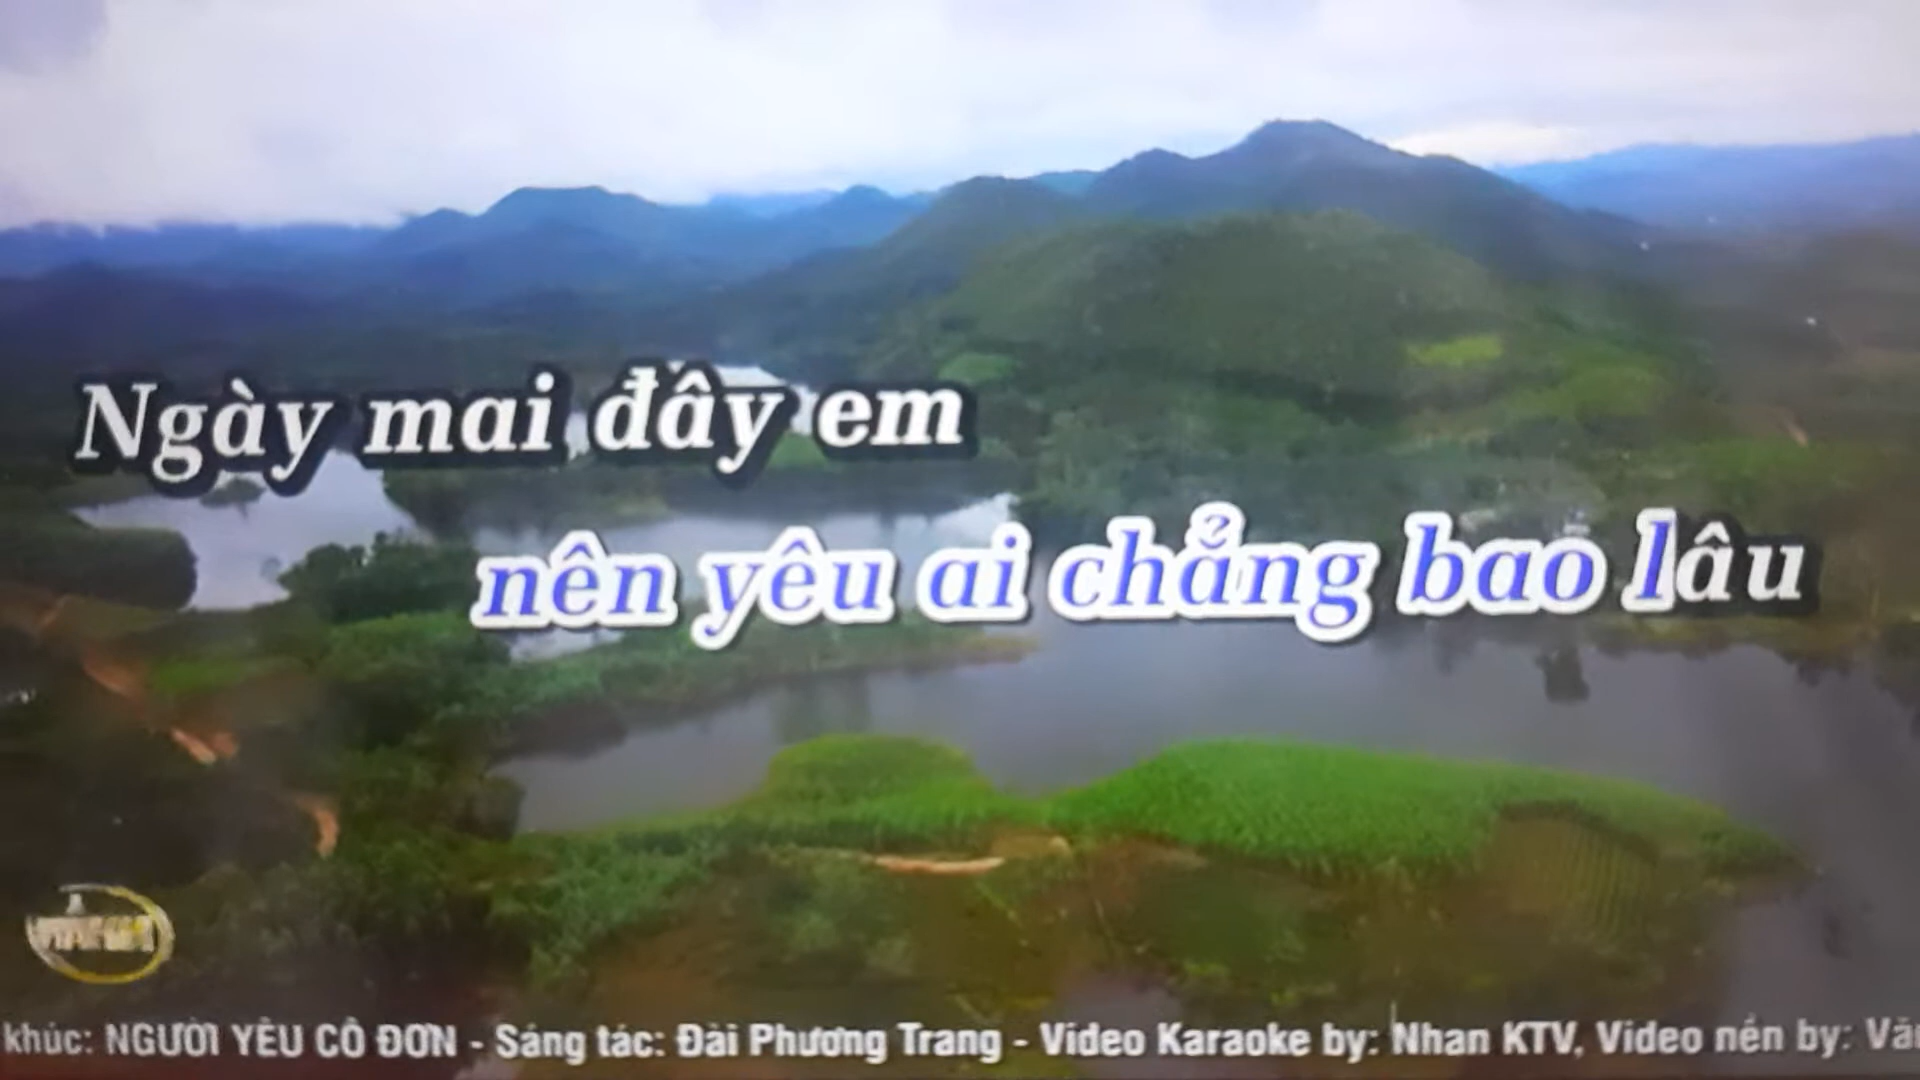 Ngày mai đây em
nên yêu ai chẳng bao lâu
khúc: NGƯỜI YÊU CÔ ĐƠN - Sáng tác: Đài Phương Trang - Video Karaoke by: Nhan KTV, Video nền by: